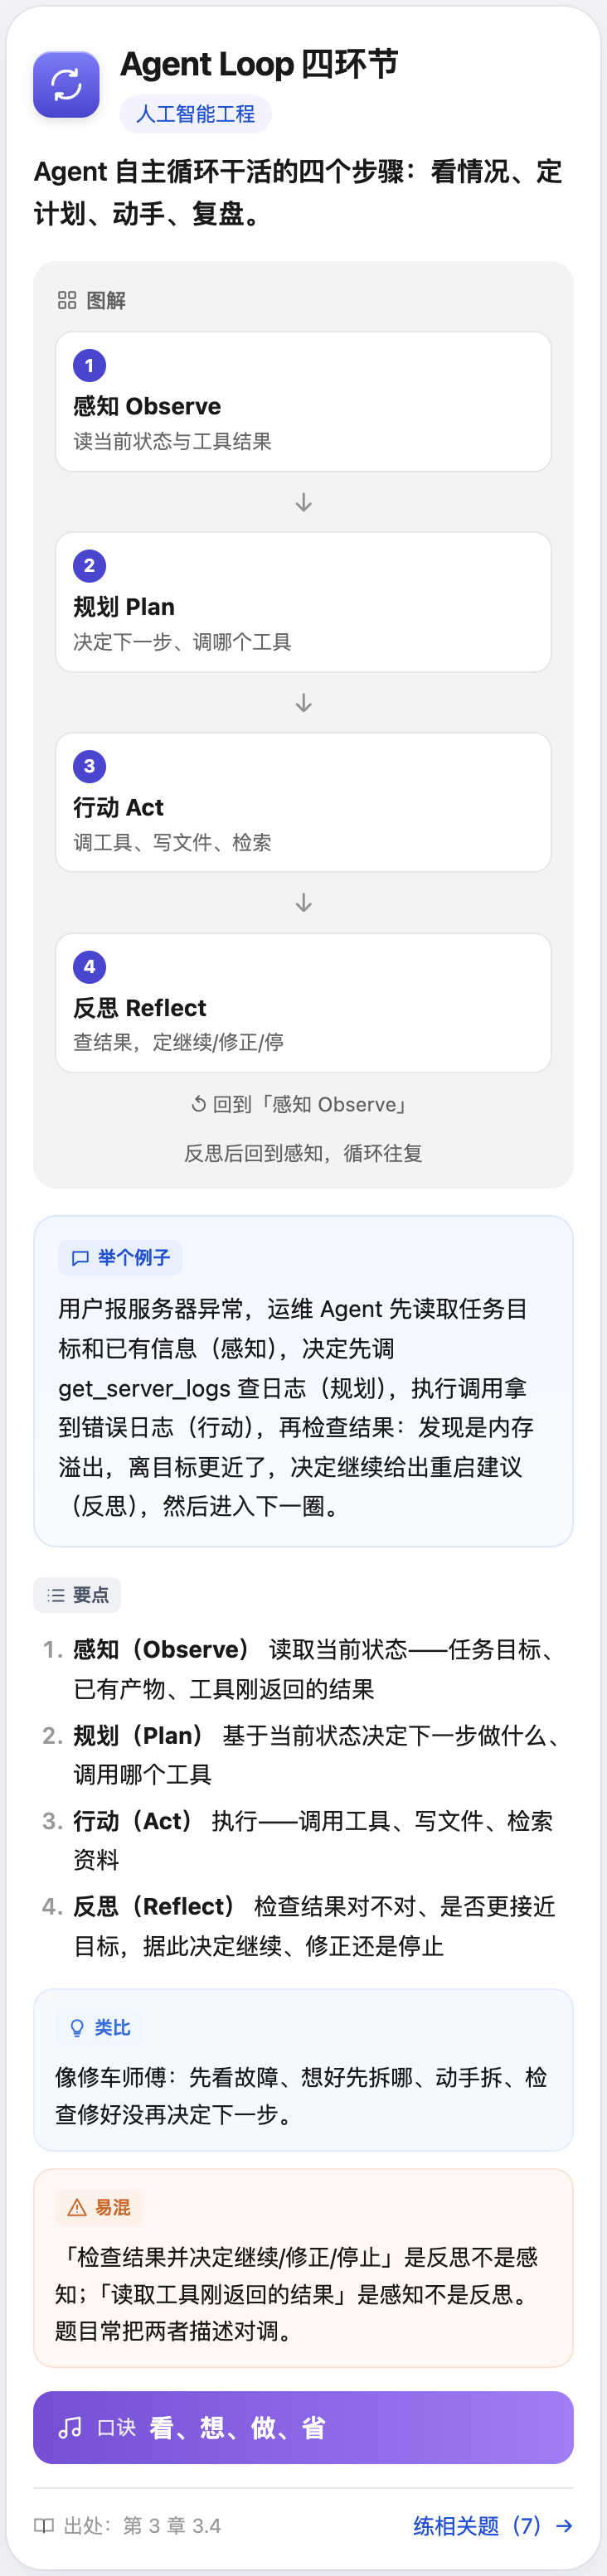 Agent Loop 四环节
人工智能工程
Agent 自主循环干活的四个步骤：看情况、定
计划、动手、复盘。
图解
1
感知 Observe
读当前状态与工具结果
2
规划 Plan
决定下一步、调哪个工具
3
行动 Act
调工具、写文件、检索
4
反思 Reflect
查结果，定继续/修正/停
回到「感知 Observe」
反思后回到感知，循环往复
举个例子
用户报服务器异常，运维 Agent 先读取任务目
标和已有信息（感知），决定先调
get_server_logs 查日志（规划），执行调用拿
到错误日志（行动），再检查结果：发现是内存
溢出，离目标更近了，决定继续给出重启建议
（反思），然后进入下一圈。
要点
1. 感知（Observe） 读取当前状态——任务目标、
已有产物、工具刚返回的结果
2. 规划（Plan） 基于当前状态决定下一步做什么、
调用哪个工具
3. 行动（Act） 执行——调用工具、写文件、检索
资料
4. 反思（Reflect） 检查结果对不对、是否更接近
目标，据此决定继续、修正还是停止
类比
像修车师傅：先看故障、想好先拆哪、动手拆、检
查修好没再决定下一步。
易混
「检查结果并决定继续/修正/停止」是反思不是感
知；「读取工具刚返回的结果」是感知不是反思。
题目常把两者描述对调。
口诀 看、想、做、省
出处：第 3 章 3.4
练相关题（7） →